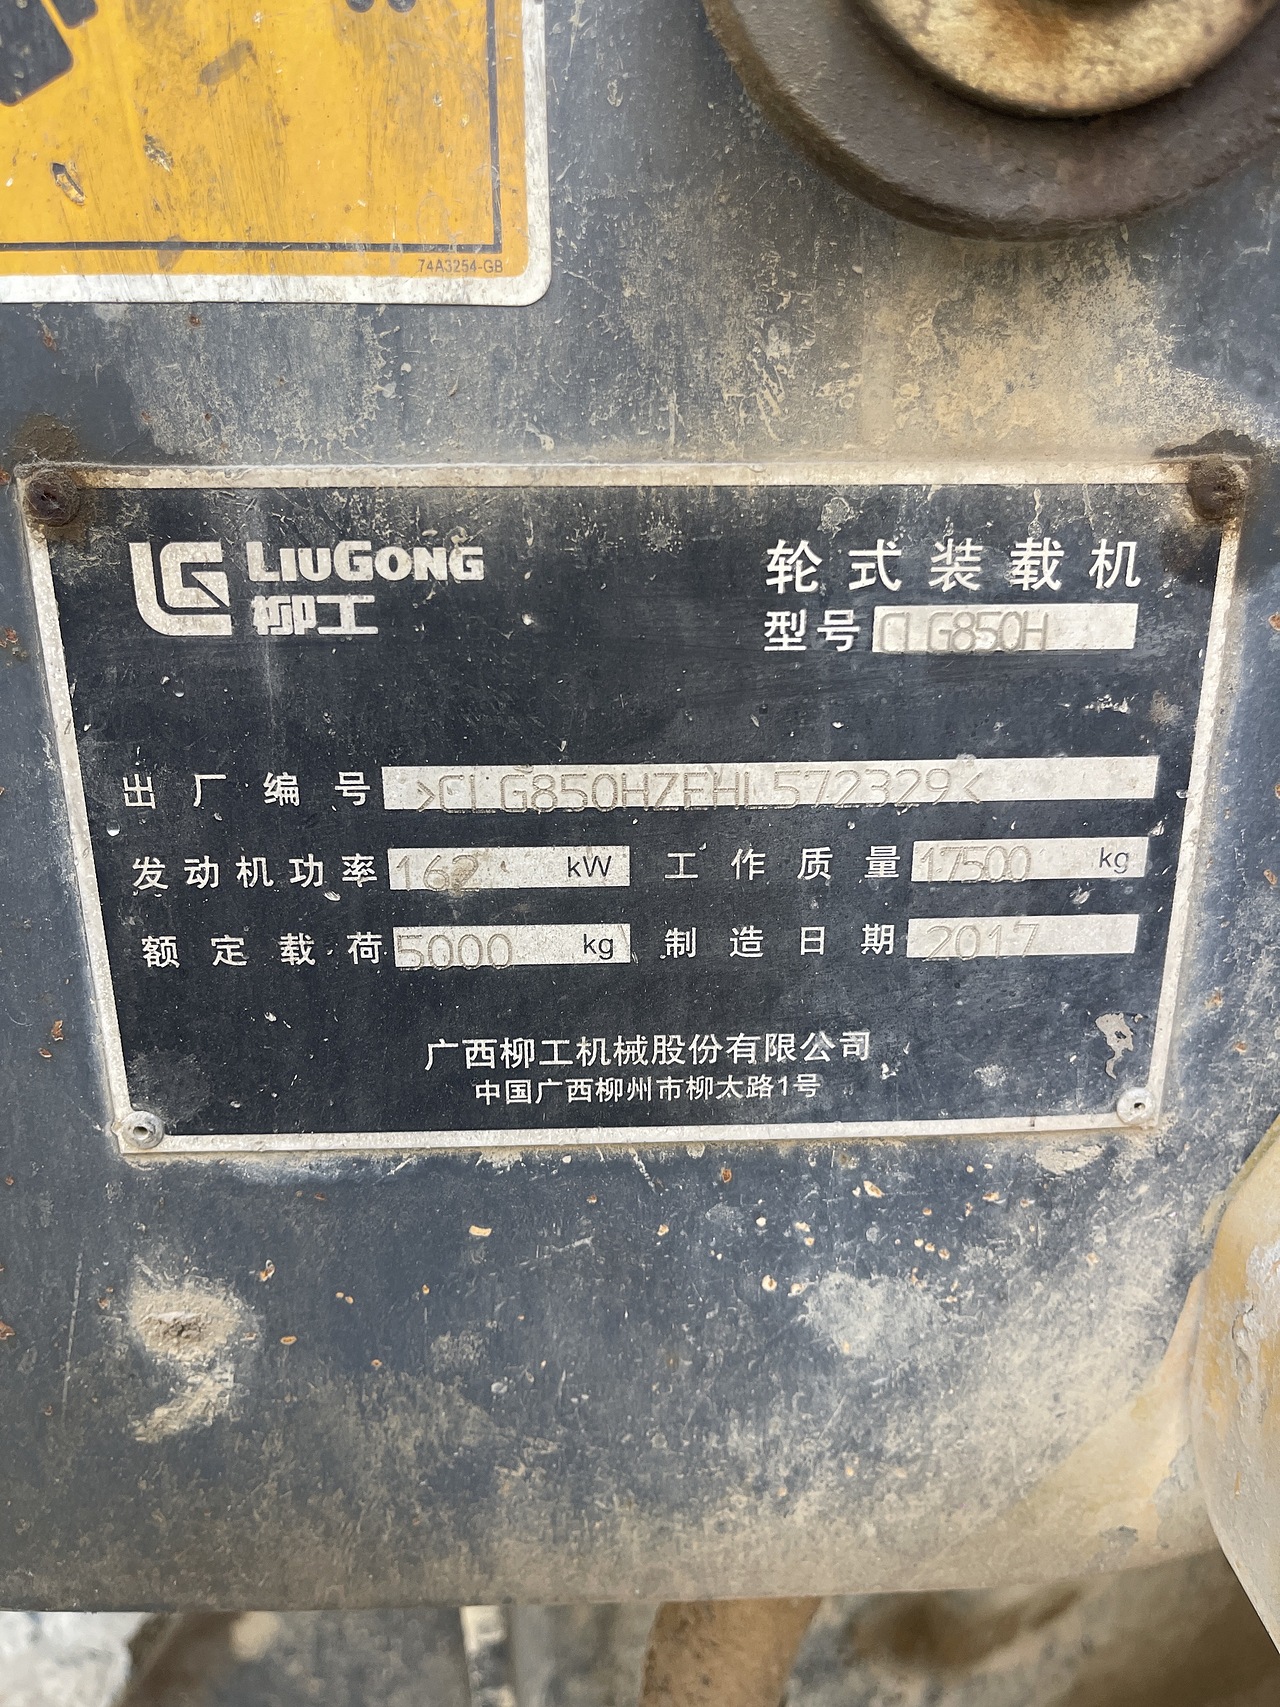 74A3254-GB
LG LIUGONG
柳工
轮式装载机
型号 CLG850H
出厂编号 >CLG850HZEHL572329<
发动机功率 162 kW 工作质量 17500 kg
额定载荷 5000 kg 制造日期 2017
广西柳工机械股份有限公司
中国广西柳州市柳太路1号